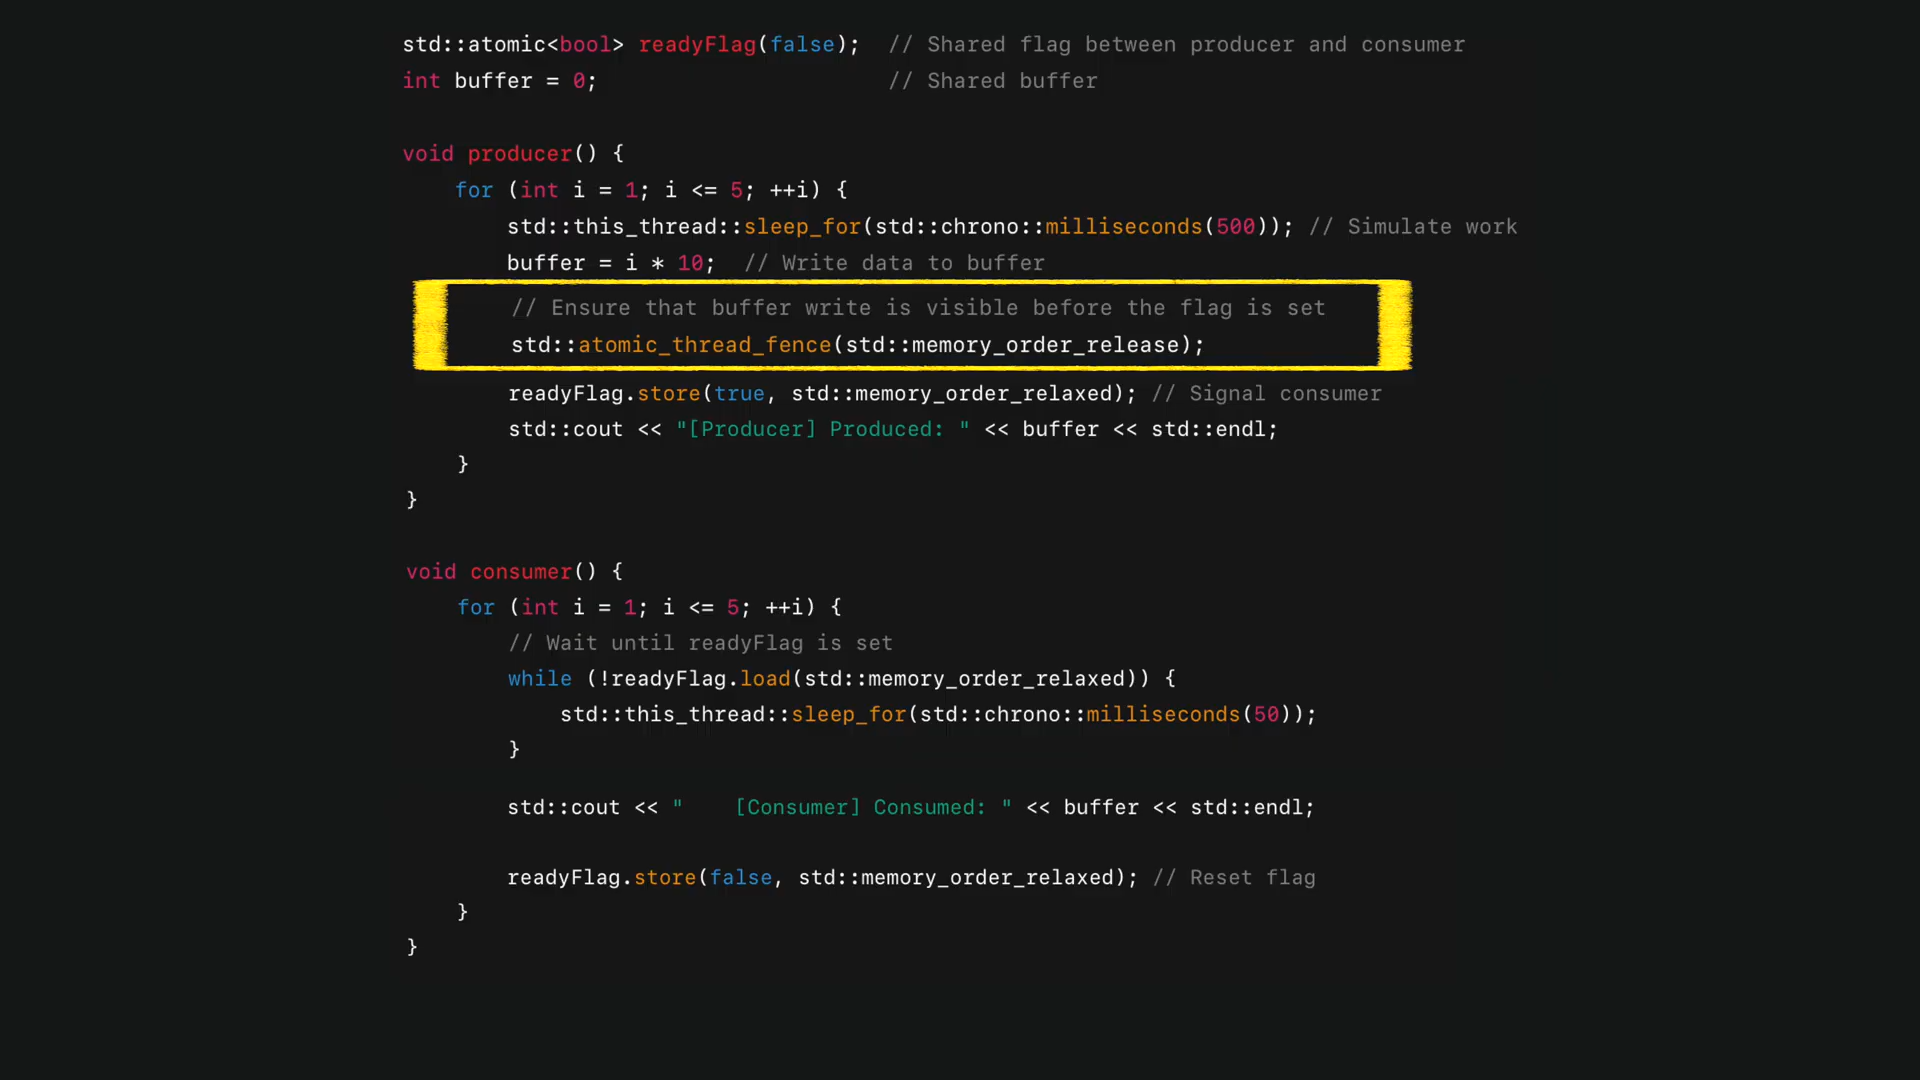 std::atomic<bool> readyFlag(false);  // Shared flag between producer and consumer
int buffer = 0;                      // Shared buffer
void producer() {
    for (int i = 1; i <= 5; ++i) {
        std::this_thread::sleep_for(std::chrono::milliseconds(500)); // Simulate work
        buffer = i * 10;  // Write data to buffer
        // Ensure that buffer write is visible before the flag is set
        std::atomic_thread_fence(std::memory_order_release);
        readyFlag.store(true, std::memory_order_relaxed); // Signal consumer
        std::cout << "[Producer] Produced: " << buffer << std::endl;
    }
}
void consumer() {
    for (int i = 1; i <= 5; ++i) {
        // Wait until readyFlag is set
        while (!readyFlag.load(std::memory_order_relaxed)) {
            std::this_thread::sleep_for(std::chrono::milliseconds(50));
        }
        std::cout << "    [Consumer] Consumed: " << buffer << std::endl;
        readyFlag.store(false, std::memory_order_relaxed); // Reset flag
    }
}